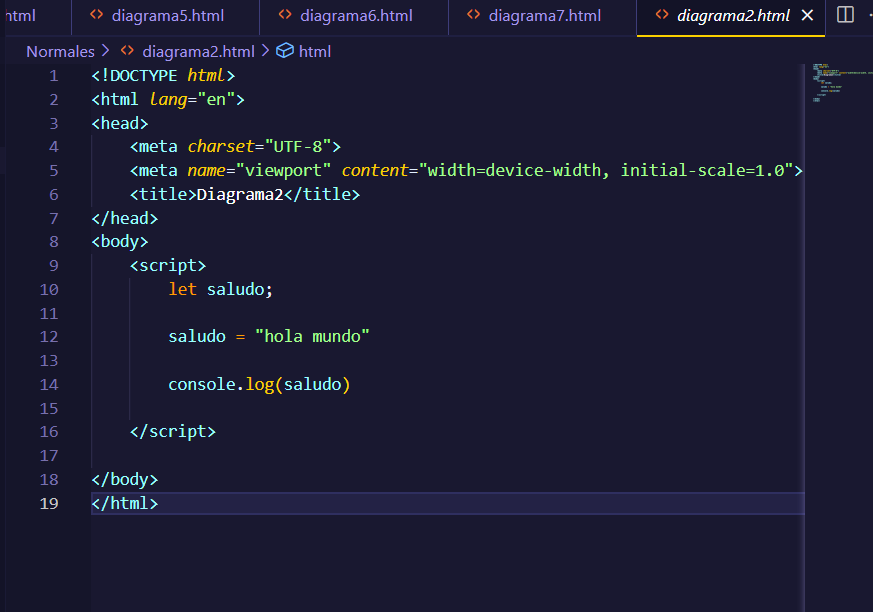 html diagrama5.html diagrama6.html diagrama7.html diagrama2.html
Normales > diagrama2.html > html
1 <!DOCTYPE html>
2 <html lang="en">
3 <head>
4     <meta charset="UTF-8">
5     <meta name="viewport" content="width=device-width, initial-scale=1.0">
6     <title>Diagrama2</title>
7 </head>
8 <body>
9     <script>
10         let saludo;
11
12         saludo = "hola mundo"
13
14         console.log(saludo)
15
16     </script>
17
18 </body>
19 </html>